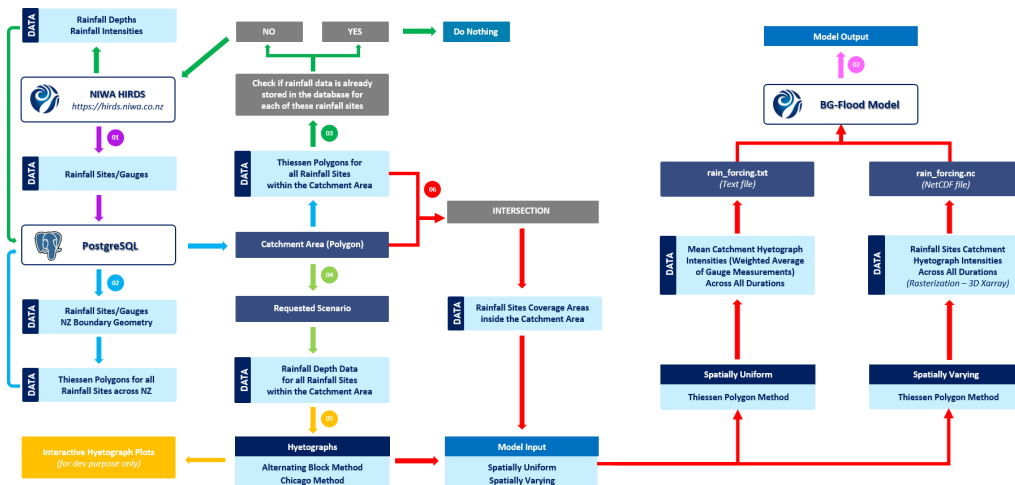 DATA
Rainfall Depths
Rainfall Intensities
NIWA HIRDS
https://hirds.niwa.co.nz
01
DATA
Rainfall Sites/Gauges
PostgreSQL
02
DATA
Rainfall Sites/Gauges
NZ Boundary Geometry
DATA
Thiessen Polygons for all
Rainfall Sites across NZ
Interactive Hyetograph Plots
(for dev purpose only)
NO
YES
Do Nothing
Check if rainfall data is already
stored in the database for
each of these rainfall sites
03
DATA
Thiessen Polygons for
all Rainfall Sites
within the Catchment Area
06
Catchment Area (Polygon)
04
Requested Scenario
DATA
Rainfall Depth Data
for all Rainfall Sites
within the Catchment Area
05
Hyetographs
Alternating Block Method
Chicago Method
INTERSECTION
DATA
Rainfall Sites Coverage Areas
inside the Catchment Area
Model Input
Spatially Uniform
Spatially Varying
Model Output
07
BG-Flood Model
rain_forcing.txt
(Text file)
DATA
Mean Catchment Hyetograph
Intensities (Weighted Average
of Gauge Measurements)
Across All Durations
Spatially Uniform
Thiessen Polygon Method
rain_forcing.nc
(NetCDF file)
DATA
Rainfall Sites Catchment
Hyetograph Intensities
Across All Durations
(Rasterization – 3D Xarray)
Spatially Varying
Thiessen Polygon Method